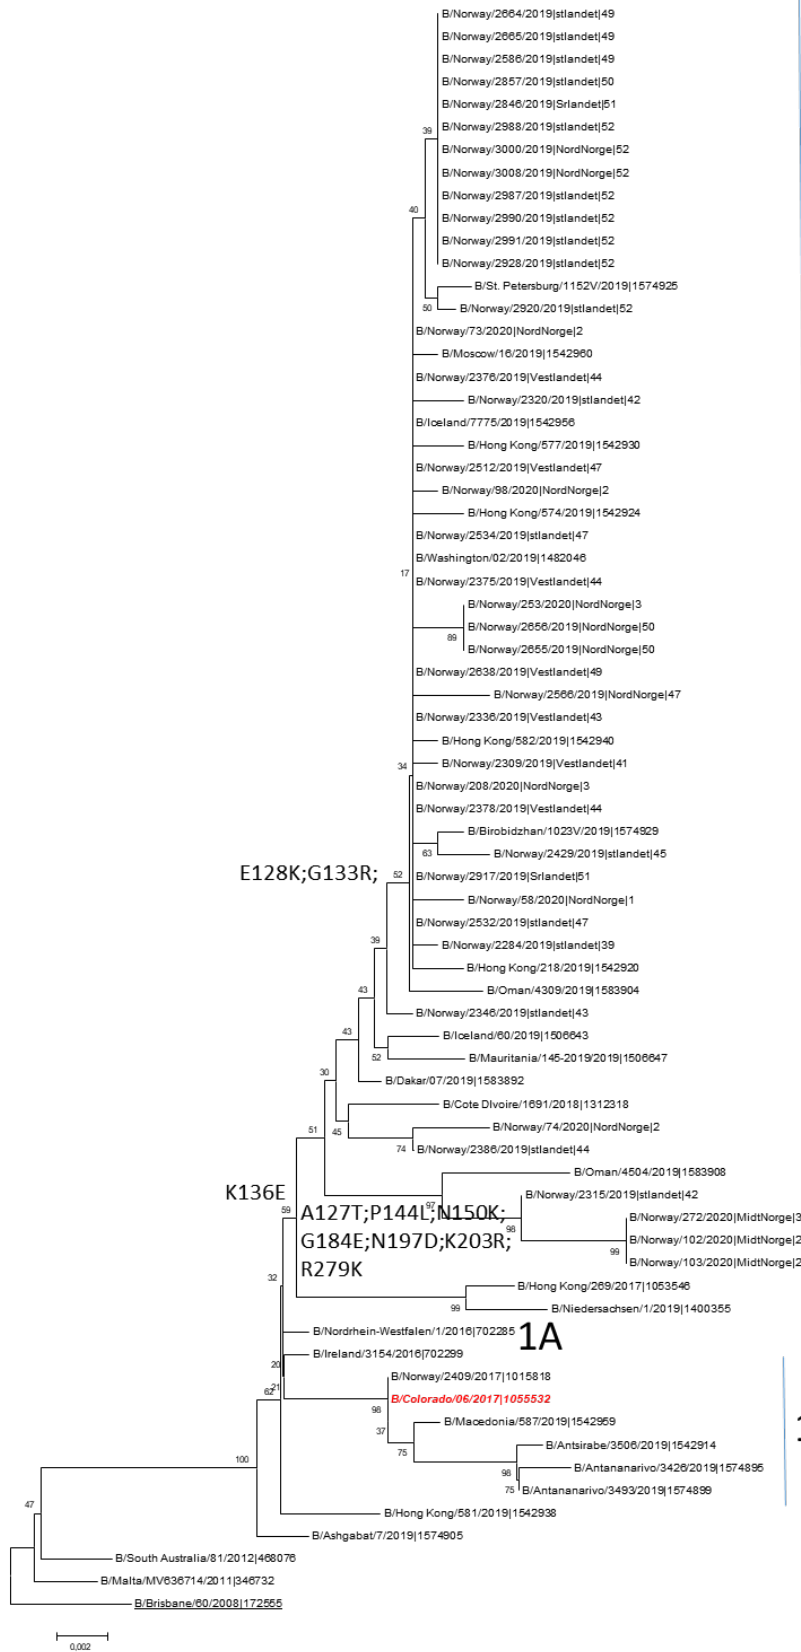 B/Norway/2664/2019|stlandet|49
B/Norway/2665/2019|stlandet|49
B/Norway/2586/2019|stlandet|49
B/Norway/2857/2019|stlandet|50
B/Norway/2846/2019|Srlandet|51
B/Norway/2988/2019|stlandet|52
39
B/Norway/3000/2019|NordNorge|52
B/Norway/3008/2019|NordNorge|52
B/Norway/2987/2019|stlandet|52
40
B/Norway/2990/2019|stlandet|52
B/Norway/2991/2019|stlandet|52
B/Norway/2928/2019|stlandet|52
B/St. Petersburg/1152V/2019|1574925
50
B/Norway/2920/2019|stlandet|52
B/Norway/73/2020|NordNorge|2
B/Moscow/16/2019|1542960
B/Norway/2376/2019|Vestlandet|44
B/Norway/2320/2019|stlandet|42
B/Iceland/7775/2019|1542956
B/Hong Kong/577/2019|1542930
B/Norway/2512/2019|Vestlandet|47
B/Norway/98/2020|NordNorge|2
B/Hong Kong/574/2019|1542924
B/Norway/2534/2019|stlandet|47
B/Washington/02/2019|1482046
17
B/Norway/2375/2019|Vestlandet|44
B/Norway/253/2020|NordNorge|3
B/Norway/2656/2019|NordNorge|50
89
B/Norway/2655/2019|NordNorge|50
B/Norway/2638/2019|Vestlandet|49
B/Norway/2566/2019|NordNorge|47
B/Norway/2336/2019|Vestlandet|43
B/Hong Kong/582/2019|1542940
34
B/Norway/2309/2019|Vestlandet|41
B/Norway/208/2020|NordNorge|3
B/Norway/2378/2019|Vestlandet|44
B/Birobidzhan/1023V/2019|1574929
63
B/Norway/2429/2019|stlandet|45
E128K;G133R;
52
B/Norway/2917/2019|Srlandet|51
B/Norway/58/2020|NordNorge|1
B/Norway/2532/2019|stlandet|47
39
B/Norway/2284/2019|stlandet|39
B/Hong Kong/218/2019|1542920
43
B/Oman/4309/2019|1583904
B/Norway/2346/2019|stlandet|43
43
B/Iceland/60/2019|1506643
52
B/Mauritania/145-2019/2019|1506647
30
B/Dakar/07/2019|1583892
B/Cote DIvoire/1691/2018|1312318
51
45
B/Norway/74/2020|NordNorge|2
74
B/Norway/2386/2019|stlandet|44
B/Oman/4504/2019|1583908
K136E
97
B/Norway/2315/2019|stlandet|42
59
A127T;P144L;N150K;
98
B/Norway/272/2020|MidtNorge|3
G184E;N197D;K203R;
99
B/Norway/102/2020|MidtNorge|2
R279K
B/Norway/103/2020|MidtNorge|2
32
B/Hong Kong/269/2017|1053546
99
B/Niedersachsen/1/2019|1400355
B/Nordrhein-Westfalen/1/2016|702285
1A
B/Ireland/3154/2016|702299
20
B/Norway/2409/2017|1015818
21
62
B/Colorado/06/2017|1055532
98
B/Macedonia/587/2019|1542959
37
75
B/Antsirabe/3506/2019|1542914
100
98
B/Antananarivo/3426/2019|1574895
75
B/Antananarivo/3493/2019|1574899
47
B/Hong Kong/581/2019|1542938
B/Ashgabat/7/2019|1574905
B/South Australia/81/2012|468076
B/Malta/MV636714/2011|346732
B/Brisbane/60/2008|172555
0,002